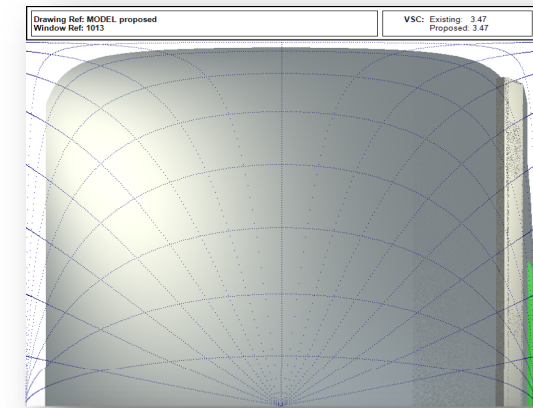 Drawing Ref: MODEL proposed
Window Ref: 1013
VSC: Existing: 3.47
Proposed: 3.47